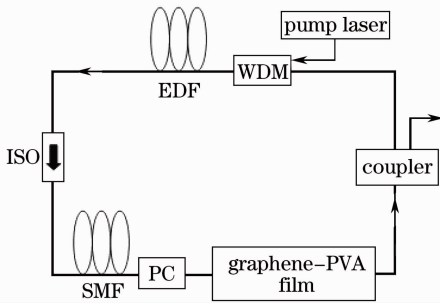 pump laser
WDM
EDF
ISO
coupler
SMF
PC
graphene-PVA
film